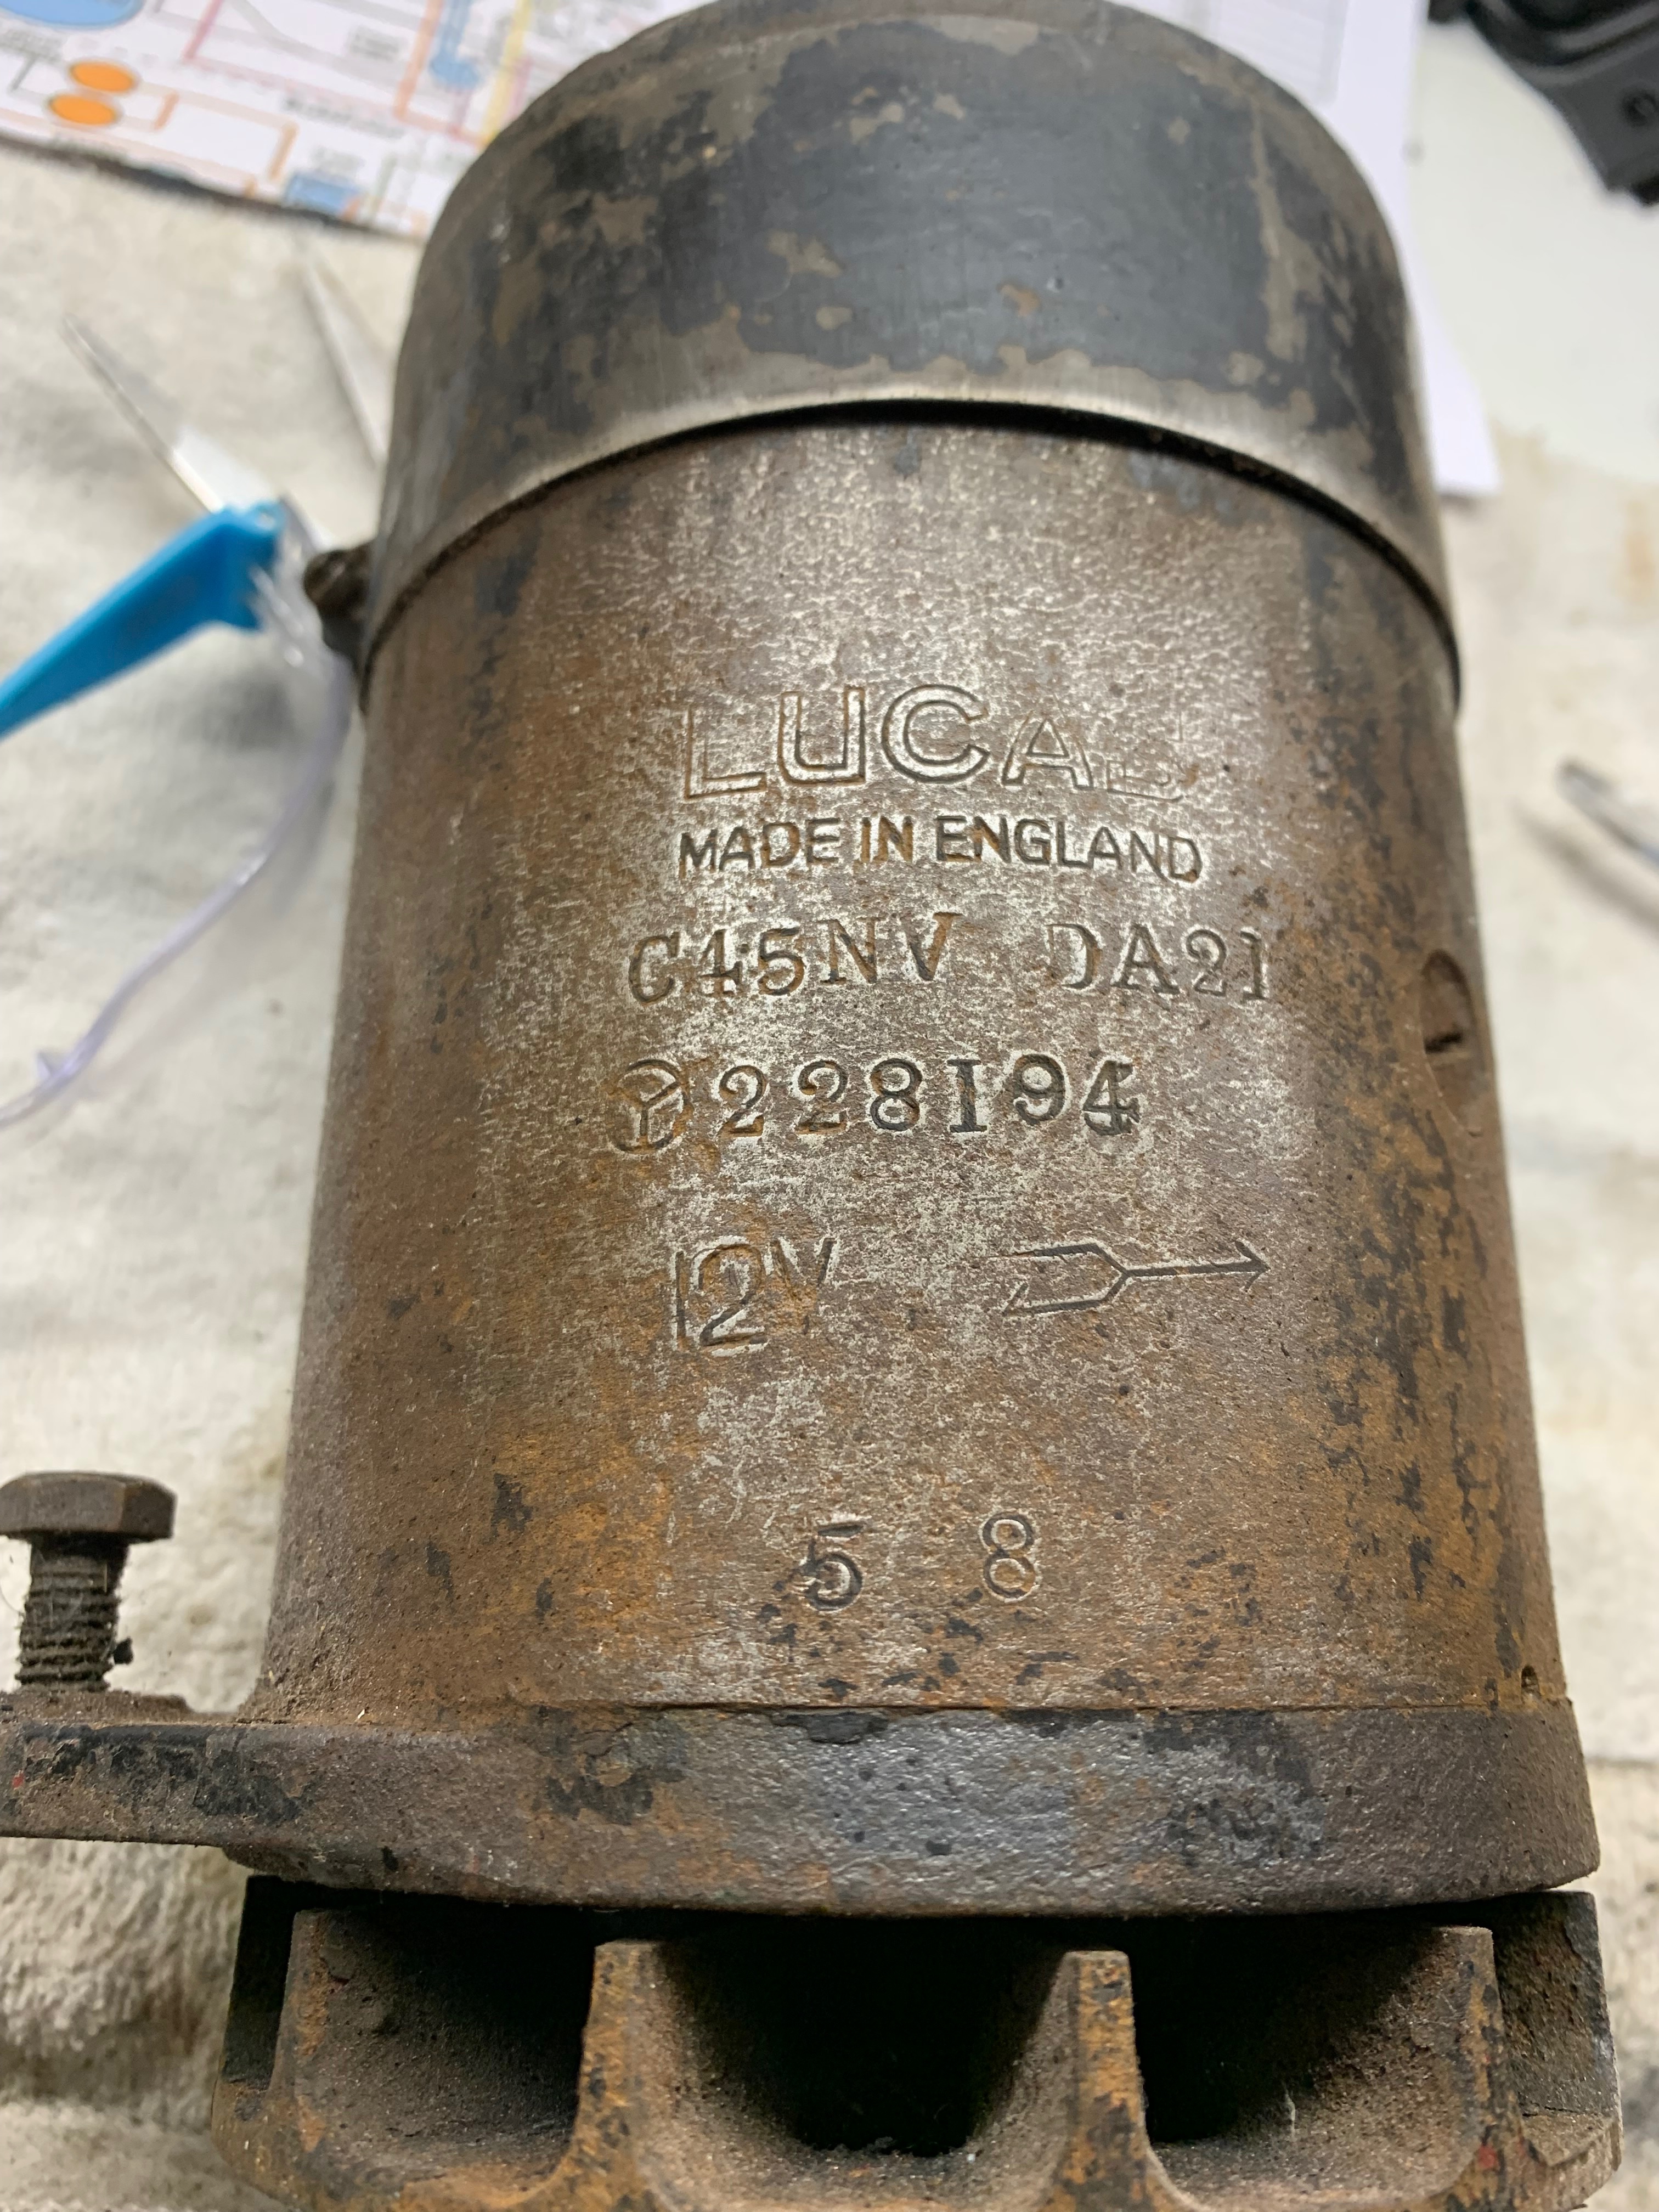 LUCAS
MADE IN ENGLAND
C45NV DA21
228194
12V
5 8